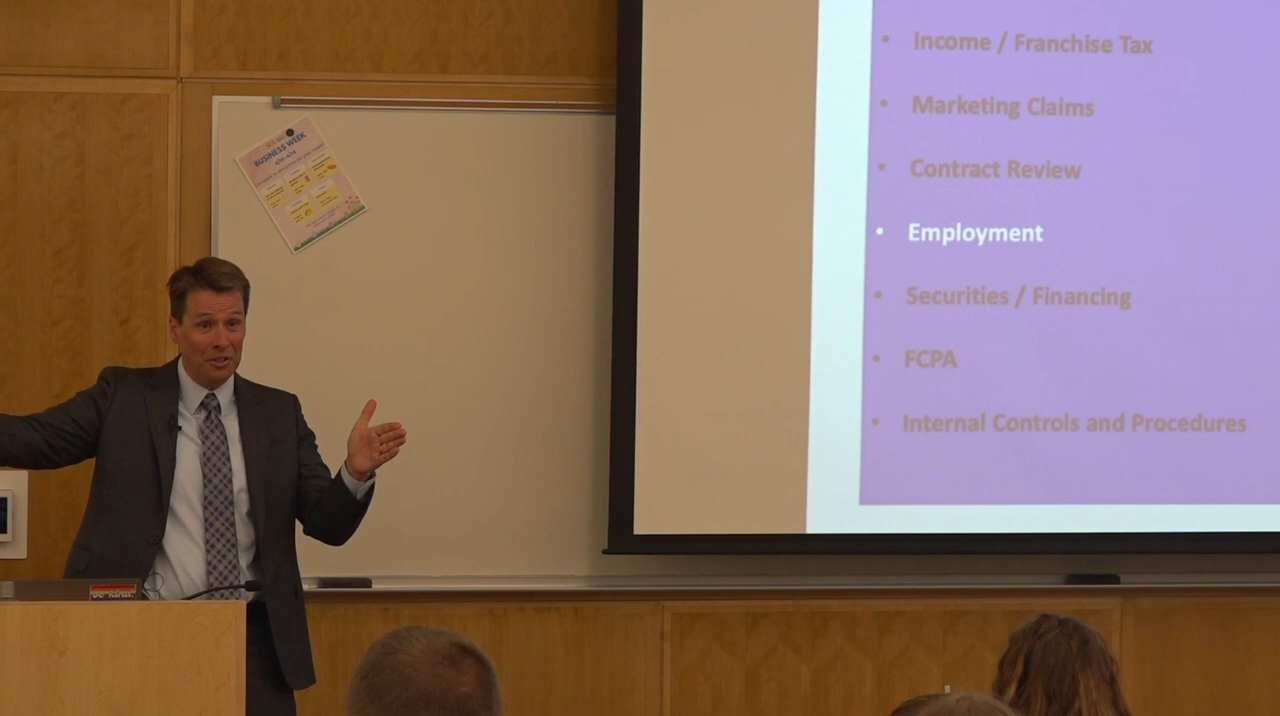 BUSINESS WEEK
• Income / Franchise Tax
• Marketing Claims
• Contract Review
• Employment
• Securities / Financing
• FCPA
• Internal Controls and Procedures